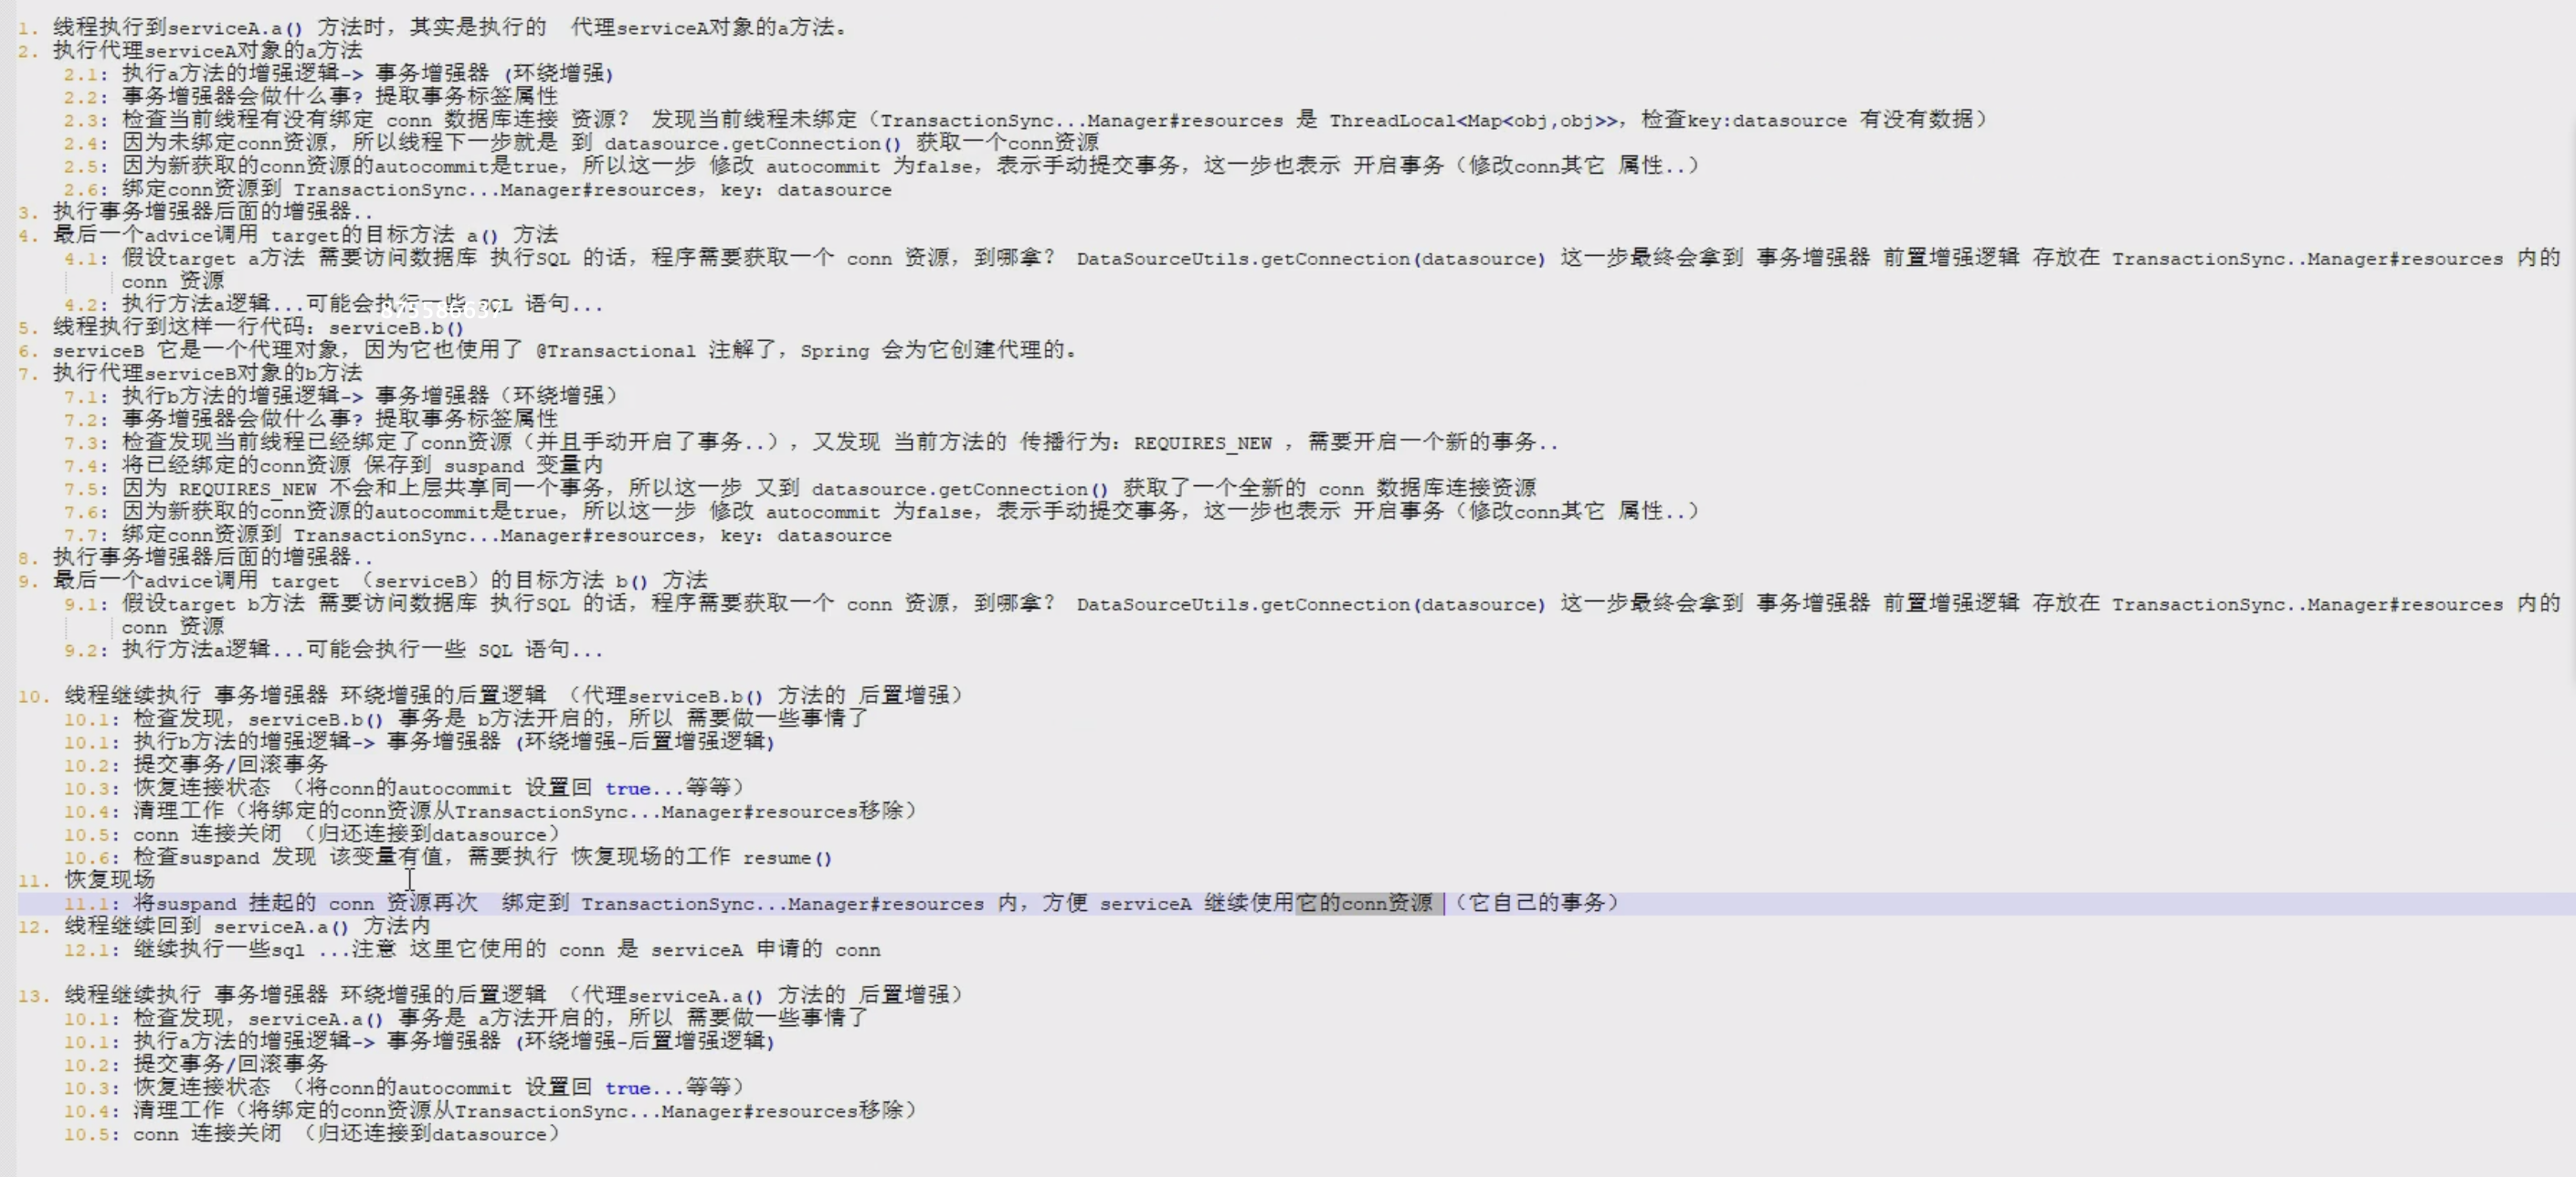 1. 线程执行到serviceA.a() 方法时，其实是执行的  代理serviceA对象的a方法。
2. 执行代理serviceA对象的a方法
2.1: 执行a方法的增强逻辑-> 事务增强器 (环绕增强)
2.2: 事务增强器会做什么事? 提取事务标签属性
2.3: 检查当前线程有没有绑定 conn 数据库连接 资源？ 发现当前线程未绑定（TransactionSync...Manager#resources 是 ThreadLocal<Map<obj,obj>>，检查key:datasource 有没有数据）
2.4: 因为未绑定conn资源，所以线程下一步就是 到 datasource.getConnection() 获取一个conn资源
2.5: 因为新获取的conn资源的autocommit是true，所以这一步 修改 autocommit 为false，表示手动提交事务，这一步也表示 开启事务（修改conn其它 属性..）
2.6: 绑定conn资源到 TransactionSync...Manager#resources，key：datasource
3. 执行事务增强器后面的增强器..
4. 最后一个advice调用 target的目标方法 a() 方法
4.1: 假设target a方法 需要访问数据库 执行SQL 的话，程序需要获取一个 conn 资源，到哪拿？ DataSourceUtils.getConnection(datasource) 这一步最终会拿到 事务增强器 前置增强逻辑 存放在 TransactionSync..Manager#resources 内的
conn 资源
4.2: 执行方法a逻辑...可能会执行一些 SQL 语句...
875586637
5. 线程执行到这样一行代码：serviceB.b()
6. serviceB 它是一个代理对象，因为它也使用了 @Transactional 注解了，Spring 会为它创建代理的。
7. 执行代理serviceB对象的b方法
7.1: 执行b方法的增强逻辑-> 事务增强器（环绕增强）
7.2: 事务增强器会做什么事? 提取事务标签属性
7.3: 检查发现当前线程已经绑定了conn资源（并且手动开启了事务..），又发现 当前方法的 传播行为：REQUIRES_NEW ，需要开启一个新的事务..
7.4: 将已经绑定的conn资源 保存到 suspand 变量内
7.5: 因为 REQUIRES_NEW 不会和上层共享同一个事务，所以这一步 又到 datasource.getConnection() 获取了一个全新的 conn 数据库连接资源
7.6: 因为新获取的conn资源的autocommit是true，所以这一步 修改 autocommit 为false，表示手动提交事务，这一步也表示 开启事务（修改conn其它 属性..）
7.7: 绑定conn资源到 TransactionSync...Manager#resources，key：datasource
8. 执行事务增强器后面的增强器..
9. 最后一个advice调用 target （serviceB）的目标方法 b() 方法
9.1: 假设target b方法 需要访问数据库 执行SQL 的话，程序需要获取一个 conn 资源，到哪拿？ DataSourceUtils.getConnection(datasource) 这一步最终会拿到 事务增强器 前置增强逻辑 存放在 TransactionSync..Manager#resources 内的
conn 资源
9.2: 执行方法a逻辑...可能会执行一些 SQL 语句...
10. 线程继续执行 事务增强器 环绕增强的后置逻辑 （代理serviceB.b() 方法的 后置增强）
10.1: 检查发现，serviceB.b() 事务是 b方法开启的，所以 需要做一些事情了
10.1: 执行b方法的增强逻辑-> 事务增强器 (环绕增强-后置增强逻辑)
10.2: 提交事务/回滚事务
10.3: 恢复连接状态 （将conn的autocommit 设置回 true...等等）
10.4: 清理工作（将绑定的conn资源从TransactionSync...Manager#resources移除）
10.5: conn 连接关闭 （归还连接到datasource）
10.6: 检查suspand 发现 该变量有值，需要执行 恢复现场的工作 resume()
11. 恢复现场
11.1: 将suspand 挂起的 conn 资源再次  绑定到 TransactionSync...Manager#resources 内，方便 serviceA 继续使用它的conn资源 （它自己的事务）
12. 线程继续回到 serviceA.a() 方法内
12.1: 继续执行一些sql ...注意 这里它使用的 conn 是 serviceA 申请的 conn
13. 线程继续执行 事务增强器 环绕增强的后置逻辑 （代理serviceA.a() 方法的 后置增强）
10.1: 检查发现，serviceA.a() 事务是 a方法开启的，所以 需要做一些事情了
10.1: 执行a方法的增强逻辑-> 事务增强器 (环绕增强-后置增强逻辑)
10.2: 提交事务/回滚事务
10.3: 恢复连接状态 （将conn的autocommit 设置回 true...等等）
10.4: 清理工作（将绑定的conn资源从TransactionSync...Manager#resources移除）
10.5: conn 连接关闭 （归还连接到datasource）